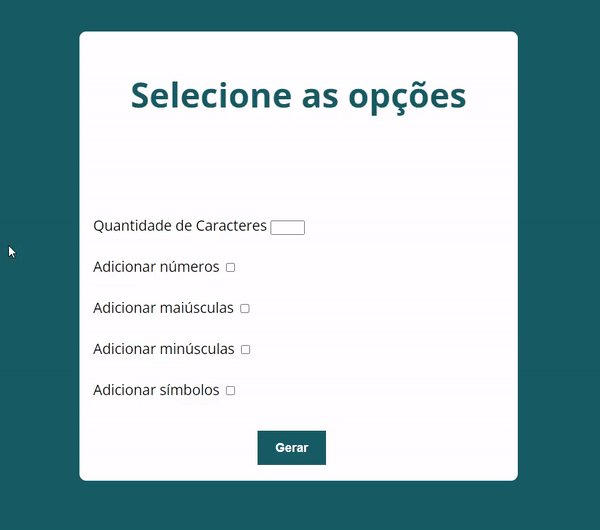 Selecione as opções
Quantidade de Caracteres
Adicionar números
Adicionar maiúsculas
Adicionar minúsculas
Adicionar símbolos
Gerar